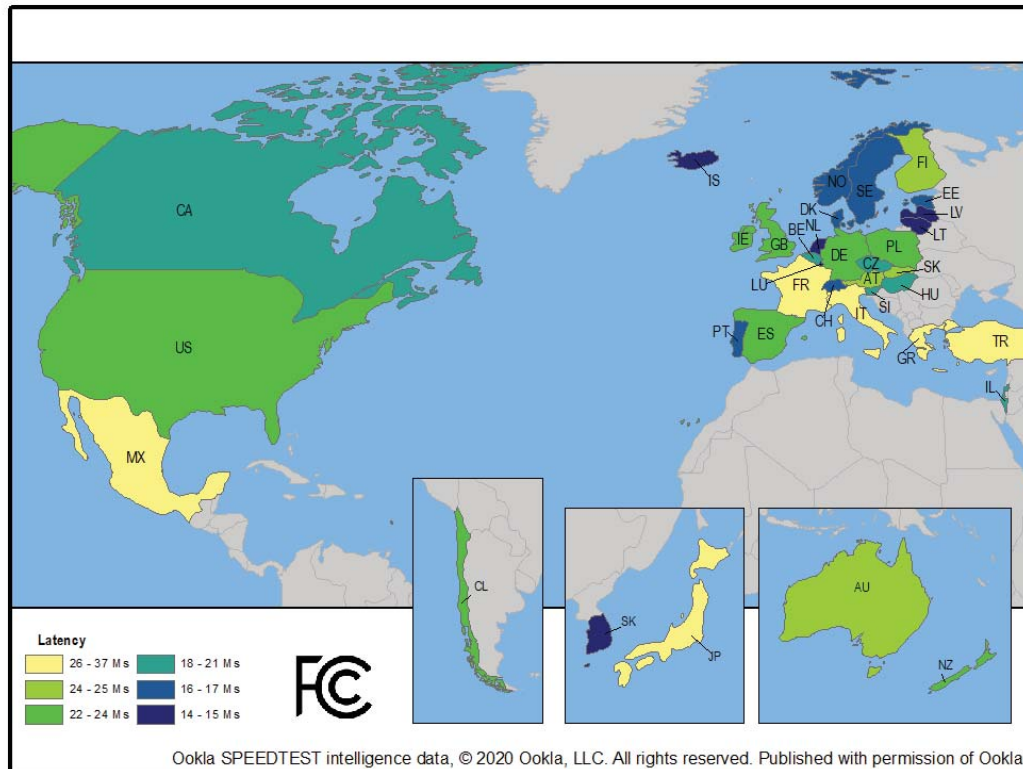 CA
US
MX
IS
NO
SE
FI
EE
LV
LT
DK
NL
BE
IE
GB
DE
PL
CZ
SK
LU
FR
AT
HU
SI
CH
IT
PT
ES
GR
TR
IL
CL
SK
JP
AU
NZ
Latency
26 - 37 Ms
18 - 21 Ms
24 - 25 Ms
16 - 17 Ms
22 - 24 Ms
14 - 15 Ms
FCC
Ookla SPEEDTEST intelligence data, © 2020 Ookla, LLC. All rights reserved. Published with permission of Ookla